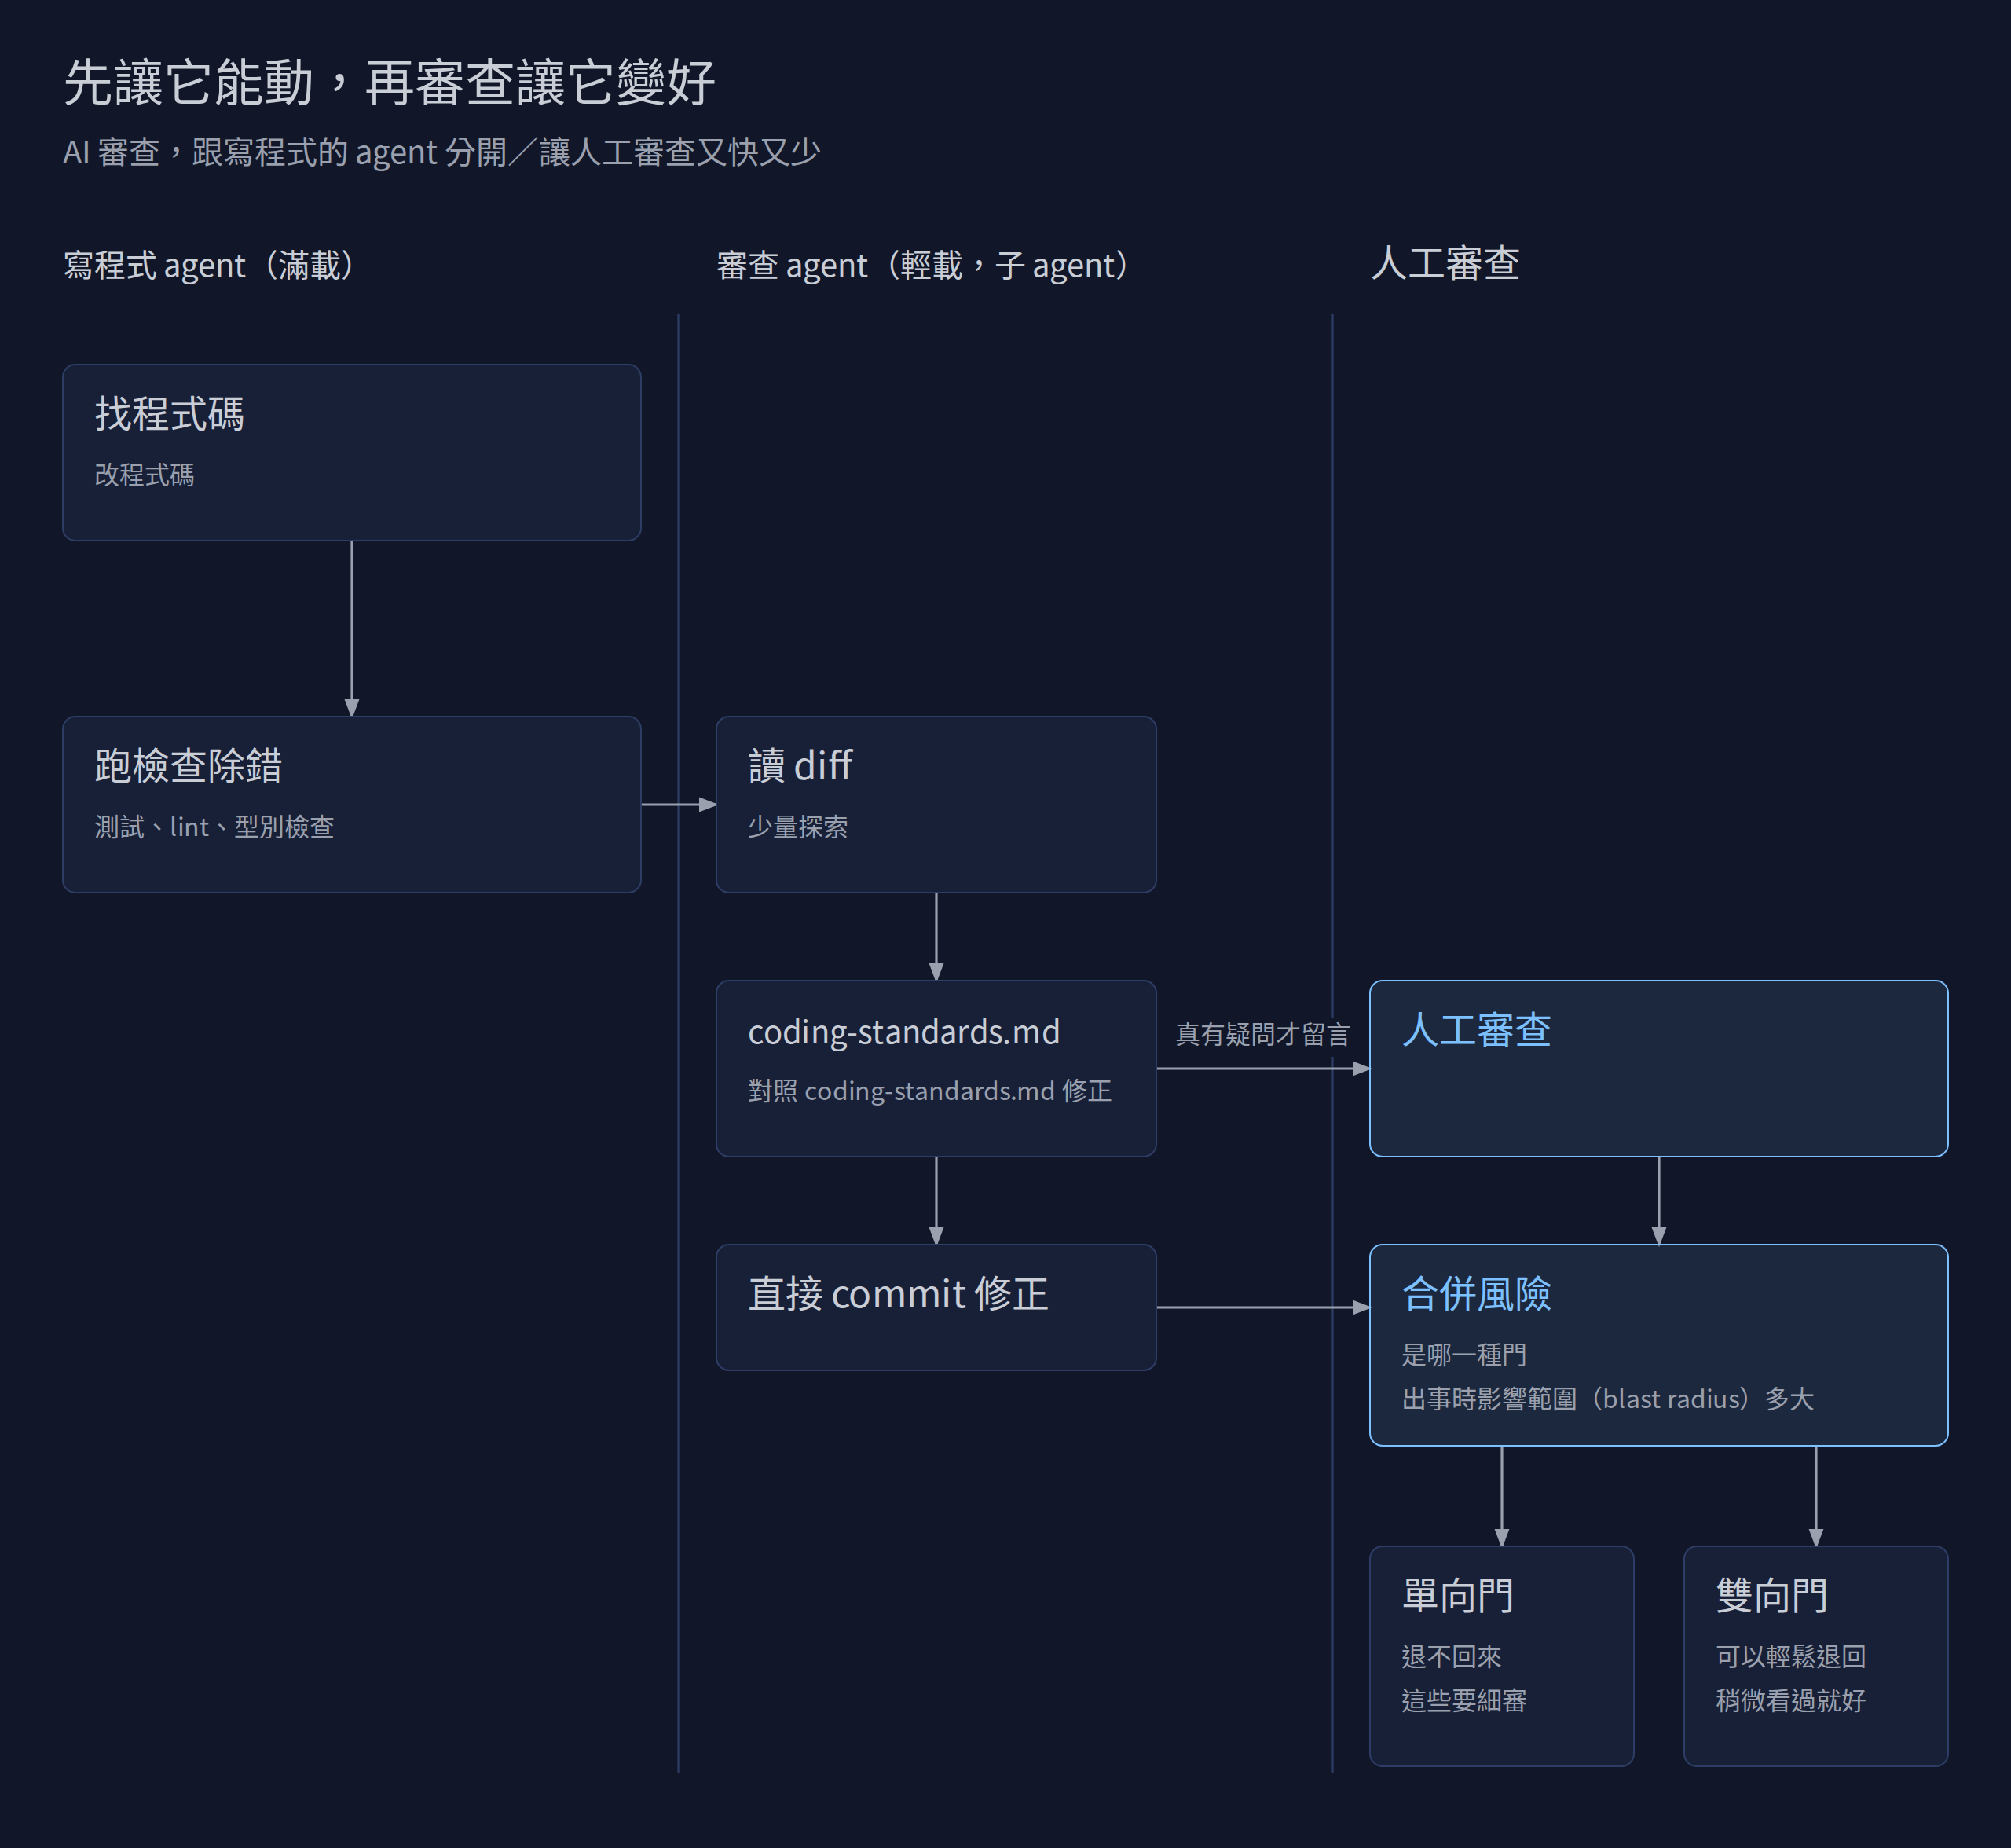 先讓它能動，再審查讓它變好
AI 審查，跟寫程式的 agent 分開／讓人工審查又快又少
寫程式 agent（滿載）
審查 agent（輕載，子 agent）
人工審查
找程式碼
改程式碼
跑檢查除錯
測試、lint、型別檢查
讀 diff
少量探索
coding-standards.md
對照 coding-standards.md 修正
真有疑問才留言
人工審查
直接 commit 修正
合併風險
是哪一種門
出事時影響範圍（blast radius）多大
單向門
退不回來
這些要細審
雙向門
可以輕鬆退回
稍微看過就好